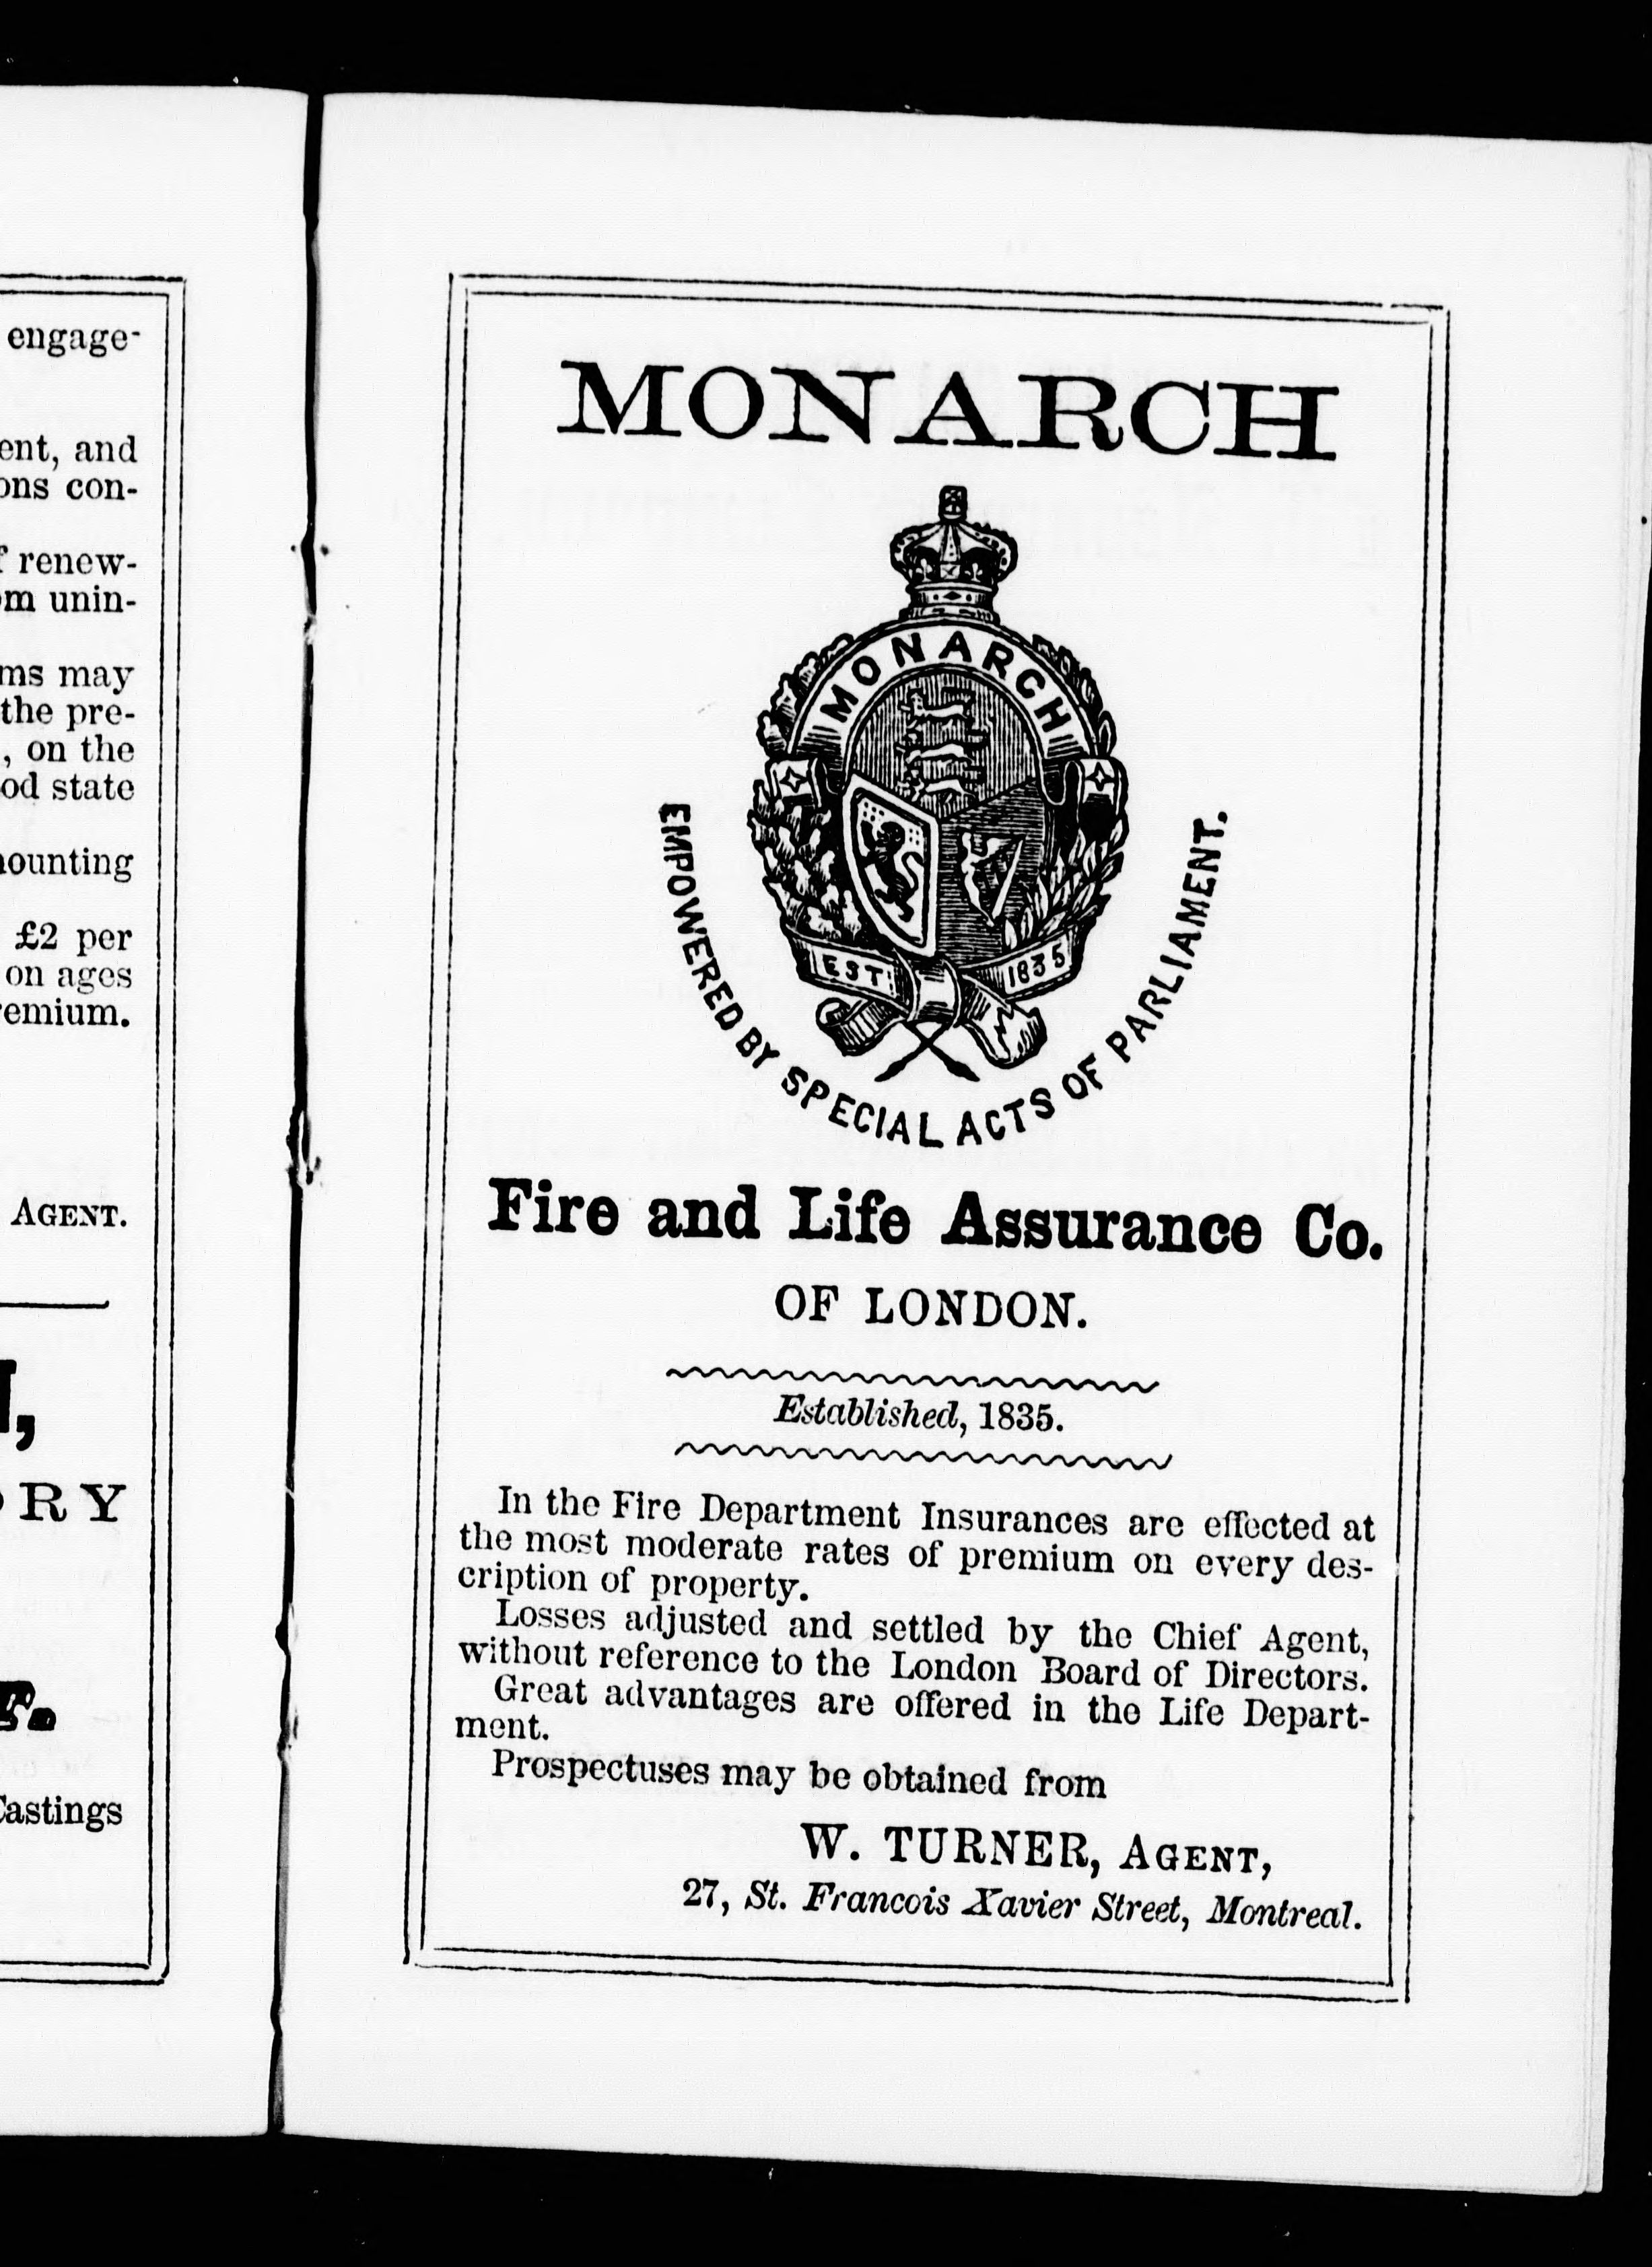 engage-
ent, and
ons con-
f renew-
om unin-
ms may
the pre-
, on the
od state
nounting
£2 per
on ages
remium.
AGENT.
,
ORY
F.
Castings
MONARCH
MONARCH
EST
1835
EMPOWERED BY SPECIAL ACTS OF PARLIAMENT.
Fire and Life Assurance Co.
OF LONDON.
Established, 1835.
In the Fire Department Insurances are effected at
the most moderate rates of premium on every des-
cription of property.
Losses adjusted and settled by the Chief Agent,
without reference to the London Board of Directors.
Great advantages are offered in the Life Depart-
ment.
Prospectuses may be obtained from
W. TURNER, AGENT,
27, St. Francois Xavier Street, Montreal.